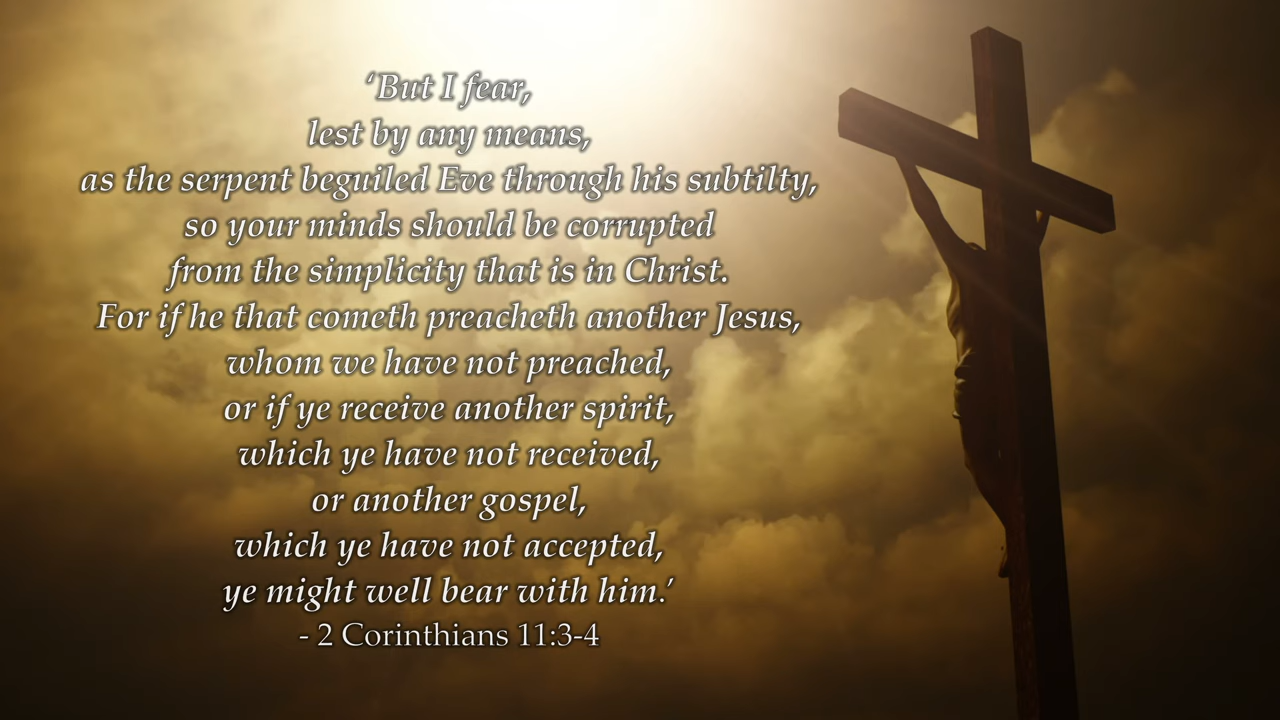 ‘But I fear,
lest by any means,
as the serpent beguiled Eve through his subtilty,
so your minds should be corrupted
from the simplicity that is in Christ.
For if he that cometh preacheth another Jesus,
whom we have not preached,
or if ye receive another spirit,
which ye have not received,
or another gospel,
which ye have not accepted,
ye might well bear with him.’
- 2 Corinthians 11:3-4